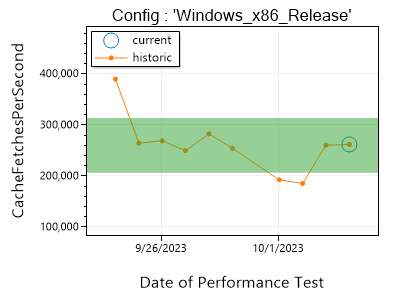 Config : 'Windows_x86_Release'
current
historic
CacheFetchesPerSecond
400,000
300,000
200,000
100,000
9/26/2023
10/1/2023
Date of Performance Test